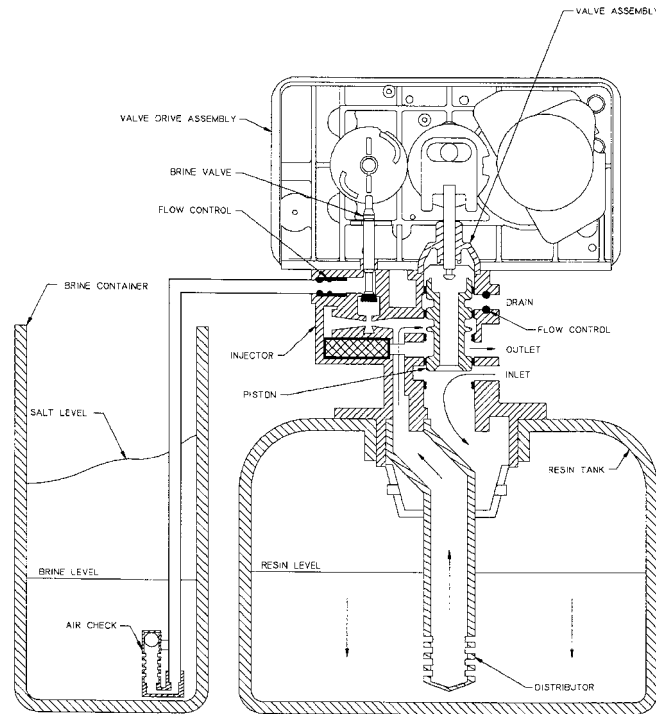 VALVE ASSEMBLY
VALVE DRIVE ASSEMBLY
BRINE VALVE
FLOW CONTROL
BRINE CONTAINER
DRAIN
FLOW CONTROL
INJECTOR
OUTLET
INLET
PISTON
SALT LEVEL
RESIN TANK
BRINE LEVEL
RESIN LEVEL
AIR CHECK
DISTRIBUTOR